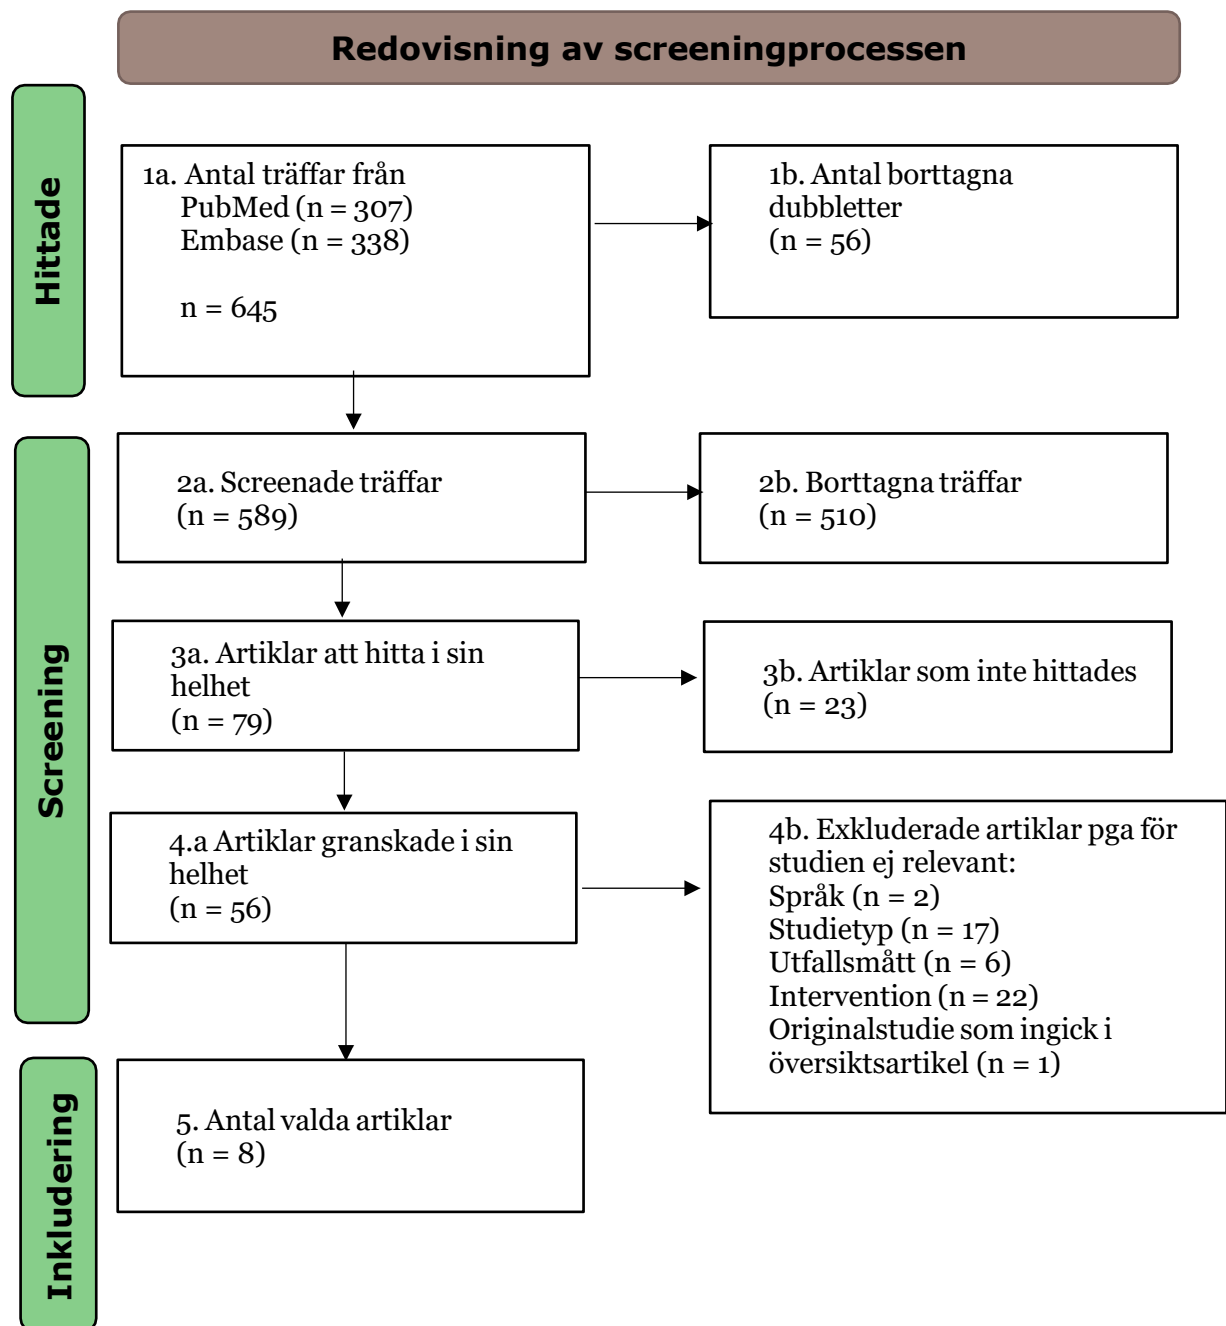 Redovisning av screeningprocessen
Hittade
1a. Antal träffar från
PubMed (n = 307)
Embase (n = 338)
n = 645
1b. Antal borttagna
dubbletter
(n = 56)
Screening
2a. Screenade träffar
(n = 589)
2b. Borttagna träffar
(n = 510)
3a. Artiklar att hitta i sin
helhet
(n = 79)
3b. Artiklar som inte hittades
(n = 23)
4.a Artiklar granskade i sin
helhet
(n = 56)
4b. Exkluderade artiklar pga för
studien ej relevant:
Språk (n = 2)
Studietyp (n = 17)
Utfallsmått (n = 6)
Intervention (n = 22)
Originalstudie som ingick i
översiktsartikel (n = 1)
Inkludering
5. Antal valda artiklar
(n = 8)